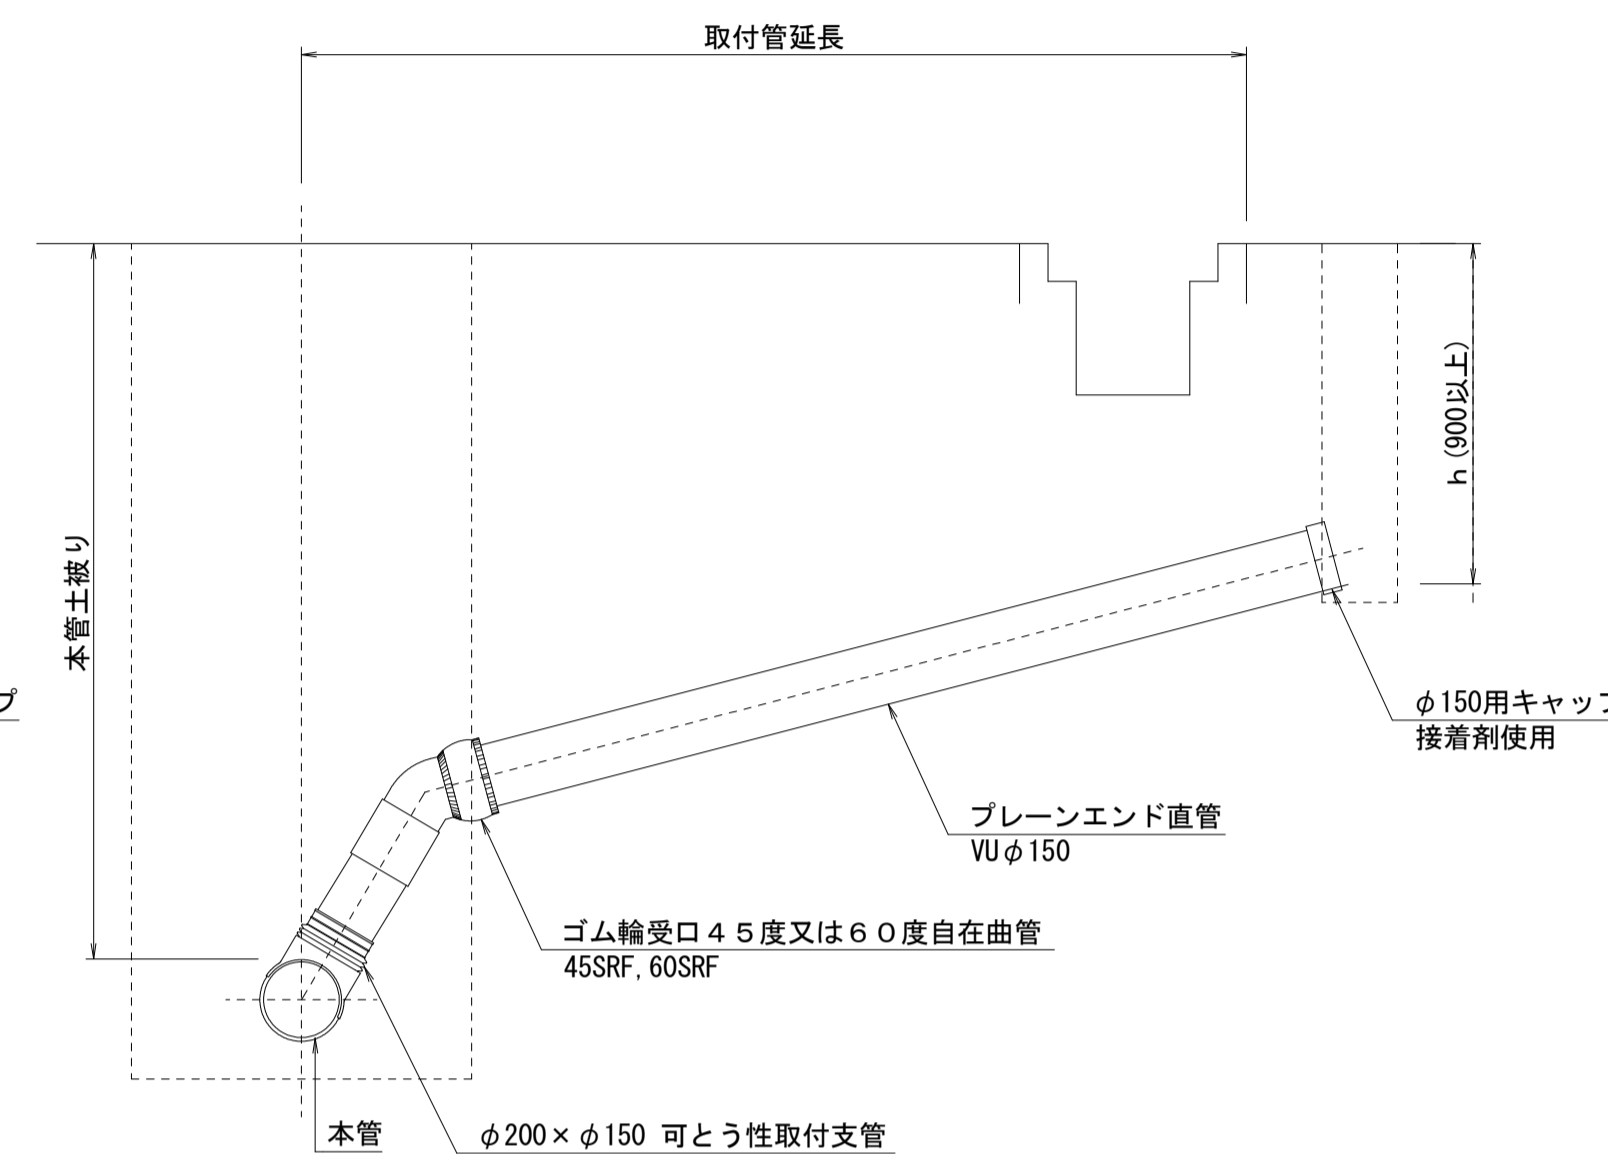 取付管延長
本管土被り
h(900以上)
プ
φ150用キャップ
接着剤使用
プレーンエンド直管
VUφ150
ゴム輪受口４５度又は６０度自在曲管
45SRF, 60SRF
本管
φ200×φ150 可とう性取付支管